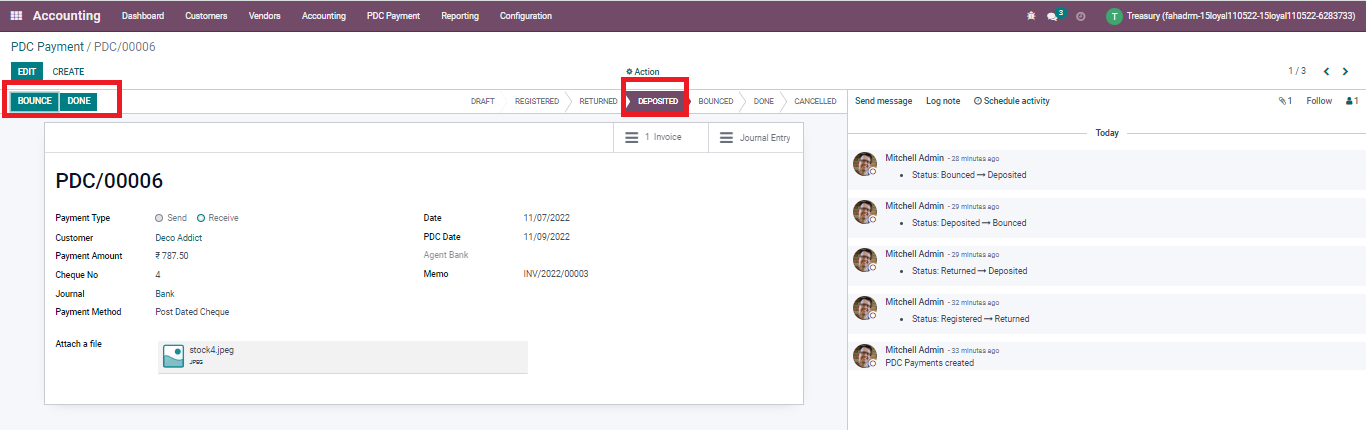 Accounting Dashboard Customers Vendors Accounting PDC Payment Reporting Configuration 3 T Treasury (fahadrm-15loyal110522-15loyal110522-6283733)
PDC Payment / PDC/00006
EDIT CREATE Action 1 / 3
BOUNCE DONE DRAFT REGISTERED RETURNED DEPOSITED BOUNCED DONE CANCELLED
Send message Log note Schedule activity 1 Follow 1
1 Invoice Journal Entry
PDC/00006
Payment Type Send Receive
Customer Deco Addict
Payment Amount ₹ 787.50
Cheque No 4
Journal Bank
Payment Method Post Dated Cheque
Date 11/07/2022
PDC Date 11/09/2022
Agent Bank
Memo INV/2022/00003
Attach a file
stock4.jpeg
JPEG
Today
Mitchell Admin - 28 minutes ago
• Status: Bounced → Deposited
Mitchell Admin - 29 minutes ago
• Status: Deposited → Bounced
Mitchell Admin - 29 minutes ago
• Status: Returned → Deposited
Mitchell Admin - 32 minutes ago
• Status: Registered → Returned
Mitchell Admin - 33 minutes ago
PDC Payments created